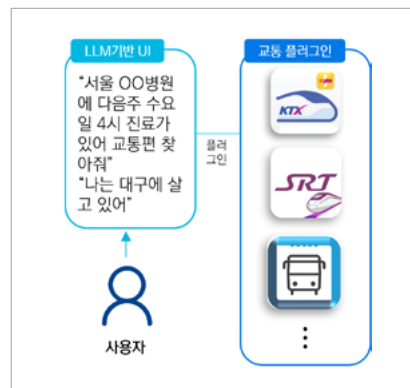 LLM기반 UI
“서울 OO병원
에 다음주 수요
일 4시 진료가
있어 교통편 찾
아줘”
“나는 대구에 살
고 있어”
사용자
플러
그인
교통 플러그인
KTX
SRT